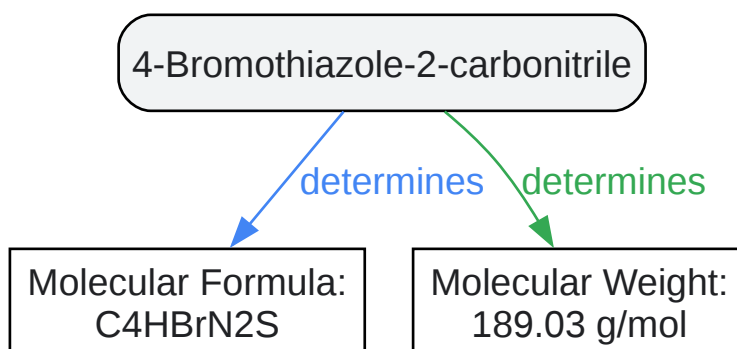 4-Bromothiazole-2-carbonitrile
determines determines
Molecular Formula:
C4HBrN2S
Molecular Weight:
189.03 g/mol